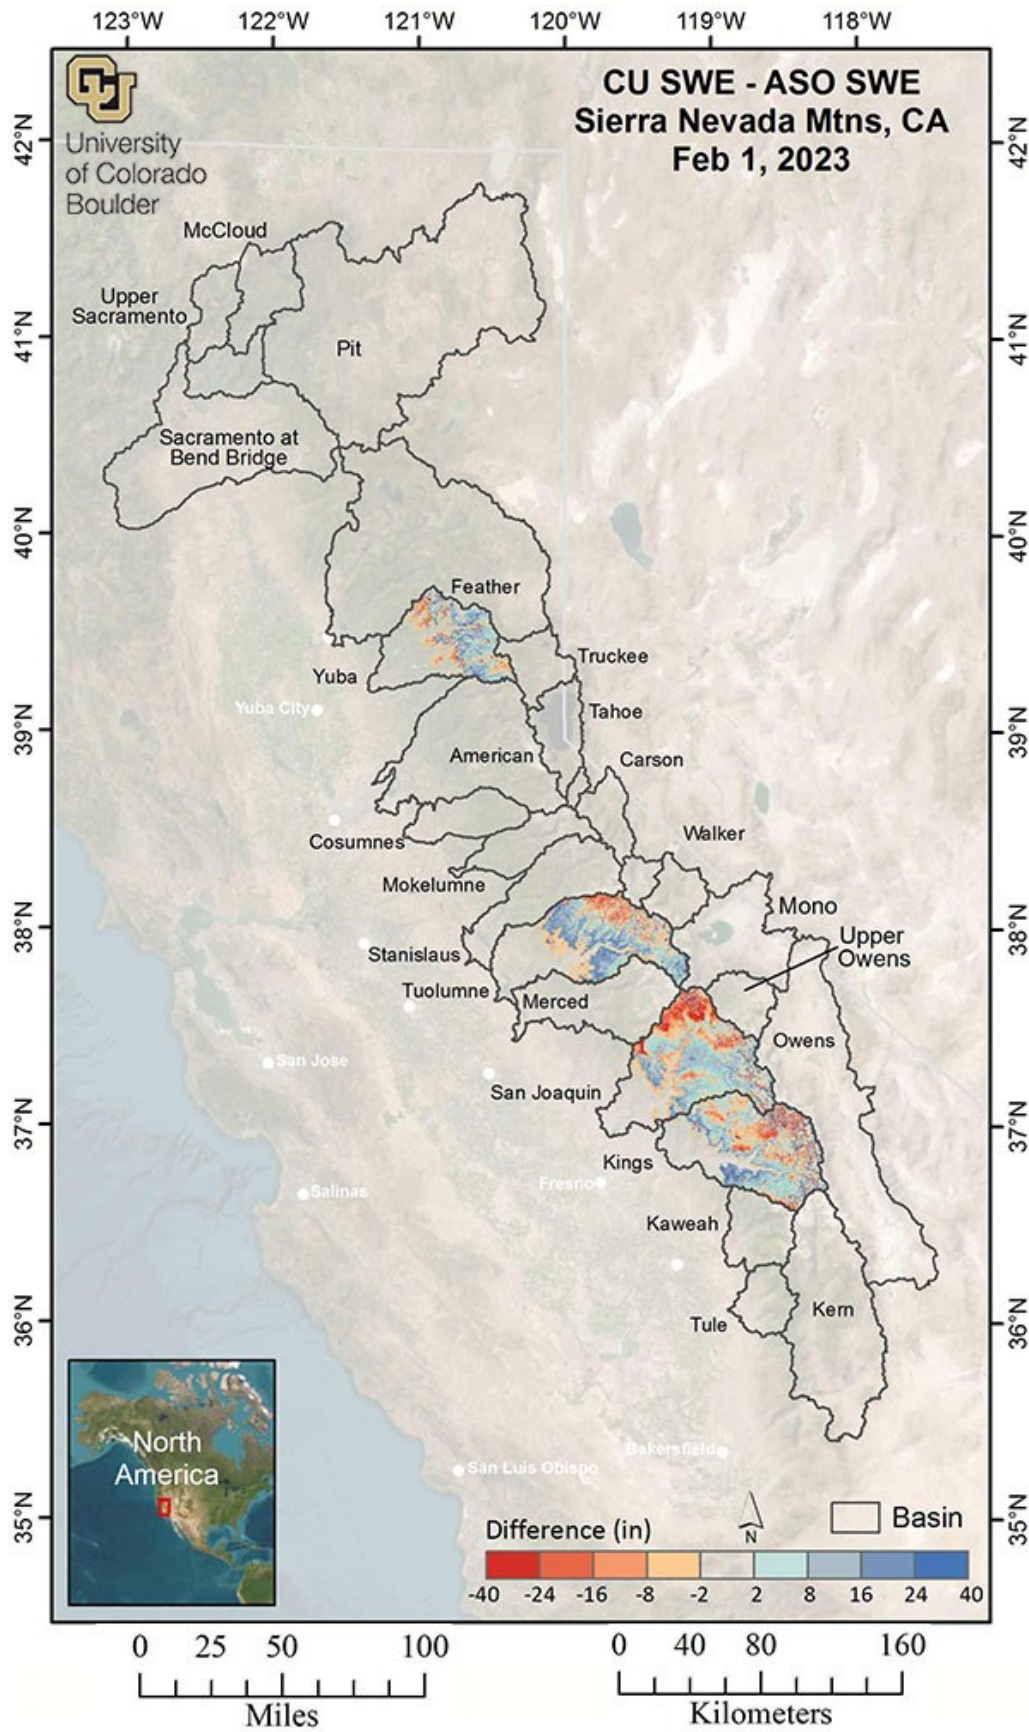 123°W 122°W 121°W 120°W 119°W 118°W
CU SWE - ASO SWE
Sierra Nevada Mtns, CA
Feb 1, 2023
CU
University
of Colorado
Boulder
42°N
42°N
McCloud
Upper
Sacramento
41°N
41°N
Pit
Sacramento at
Bend Bridge
40°N
40°N
Feather
Truckee
Yuba
Yuba City
Tahoe
39°N
39°N
American
Carson
Cosumnes
Walker
Mokelumne
Mono
38°N
38°N
Upper
Owens
Stanislaus
Tuolumne
Merced
Owens
San Jose
San Joaquin
37°N
37°N
Kings
Fresno
Salinas
Kaweah
36°N
36°N
Tule
Kern
North
America
Bakersfield
San Luis Obispo
35°N
35°N
N
Basin
Difference (in)
-40 -24 -16 -8 -2 2 8 16 24 40
0 25 50 100
Miles
0 40 80 160
Kilometers